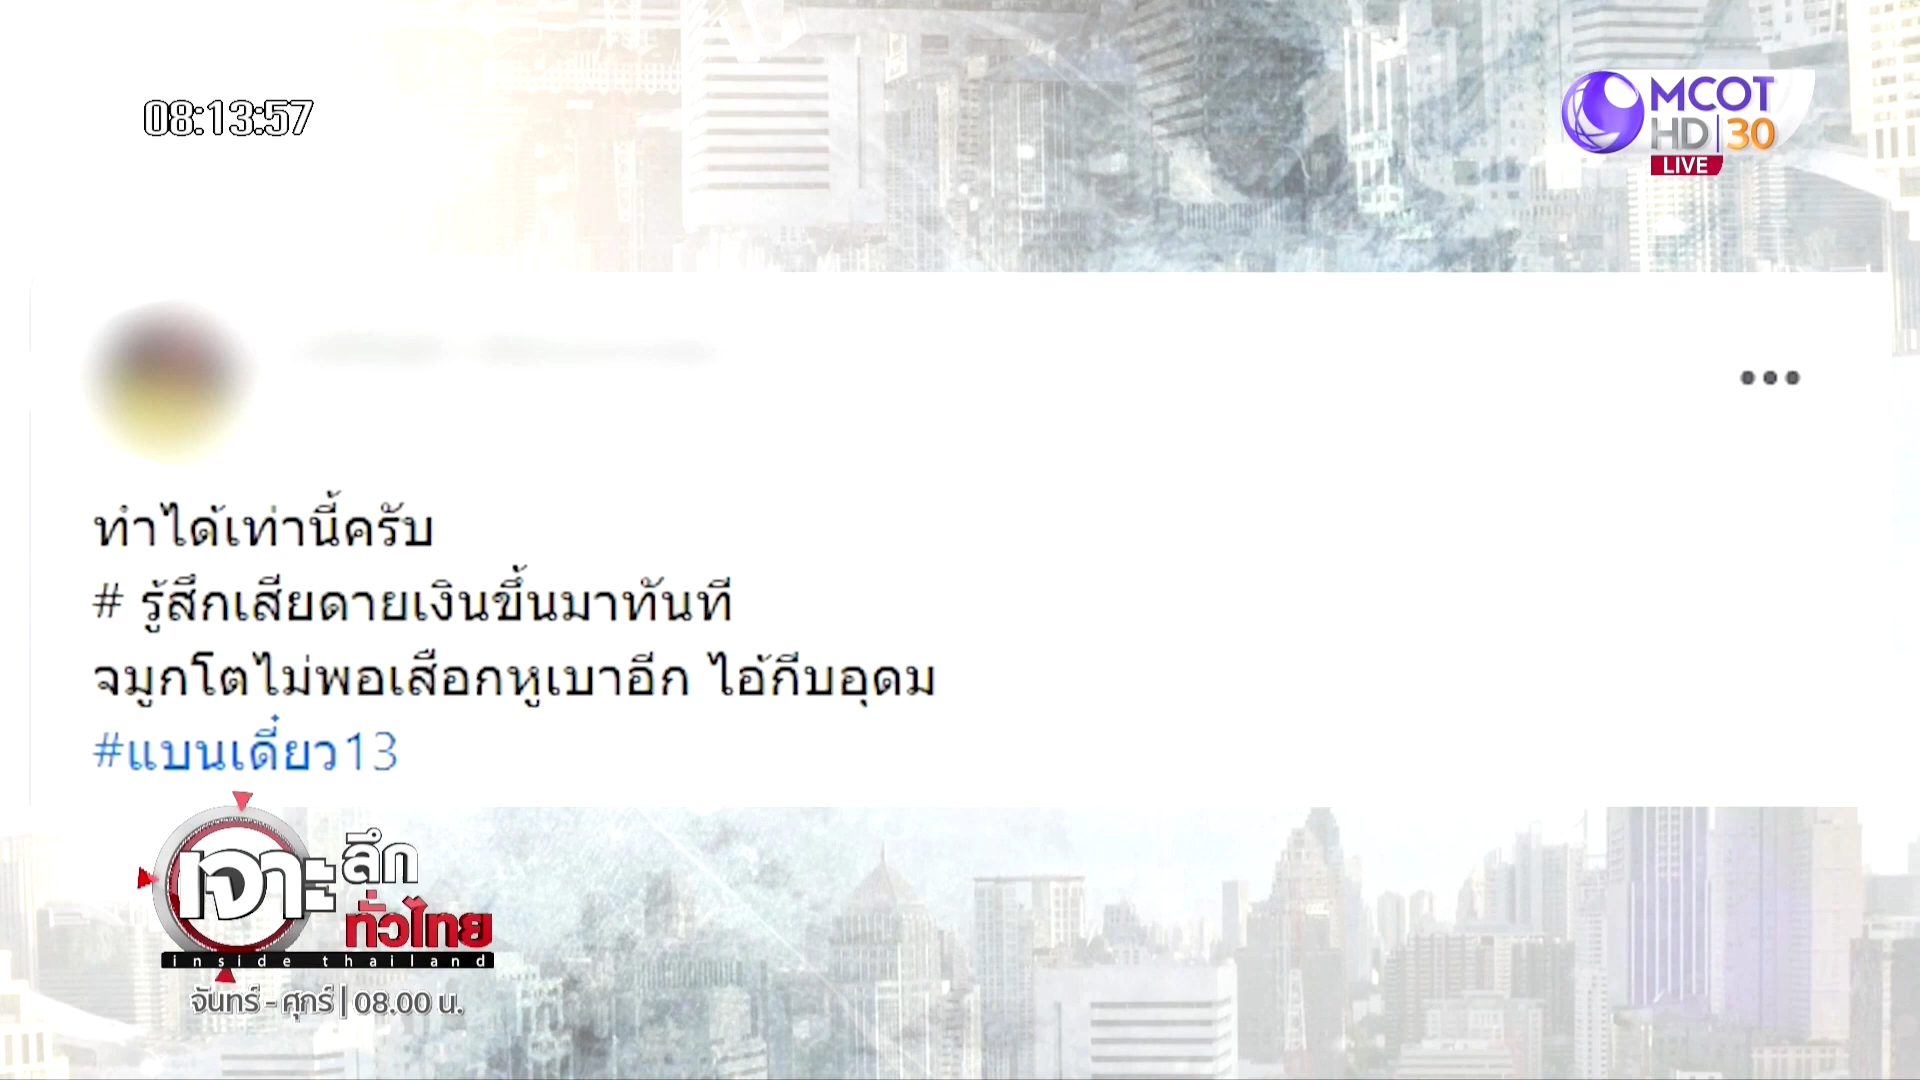 08:13:57
MCOT
HD 30
LIVE
ทำได้เท่านี้ครับ
# รู้สึกเสียดายเงินขึ้นมาทันที
จมูกโตไม่พอเสือกหูเบาอีก ไอ้กีบอุดม
#แบนเดี๋ยว13
เจาะลึก
ทั่วไทย
inside thailand
จันทร์ - ศุกร์ | 08.00 น.